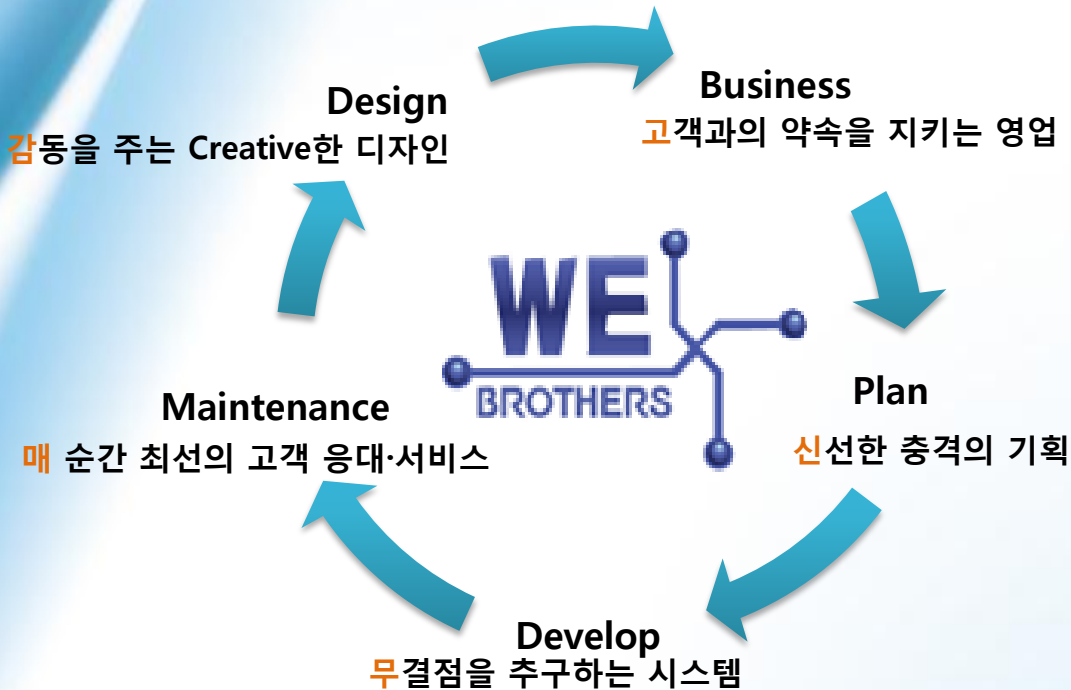 Design
감동을 주는 Creative한 디자인
Business
고객과의 약속을 지키는 영업
WE
BROTHERS
Maintenance
매 순간 최선의 고객 응대·서비스
Plan
신선한 충격의 기획
Develop
무결점을 추구하는 시스템